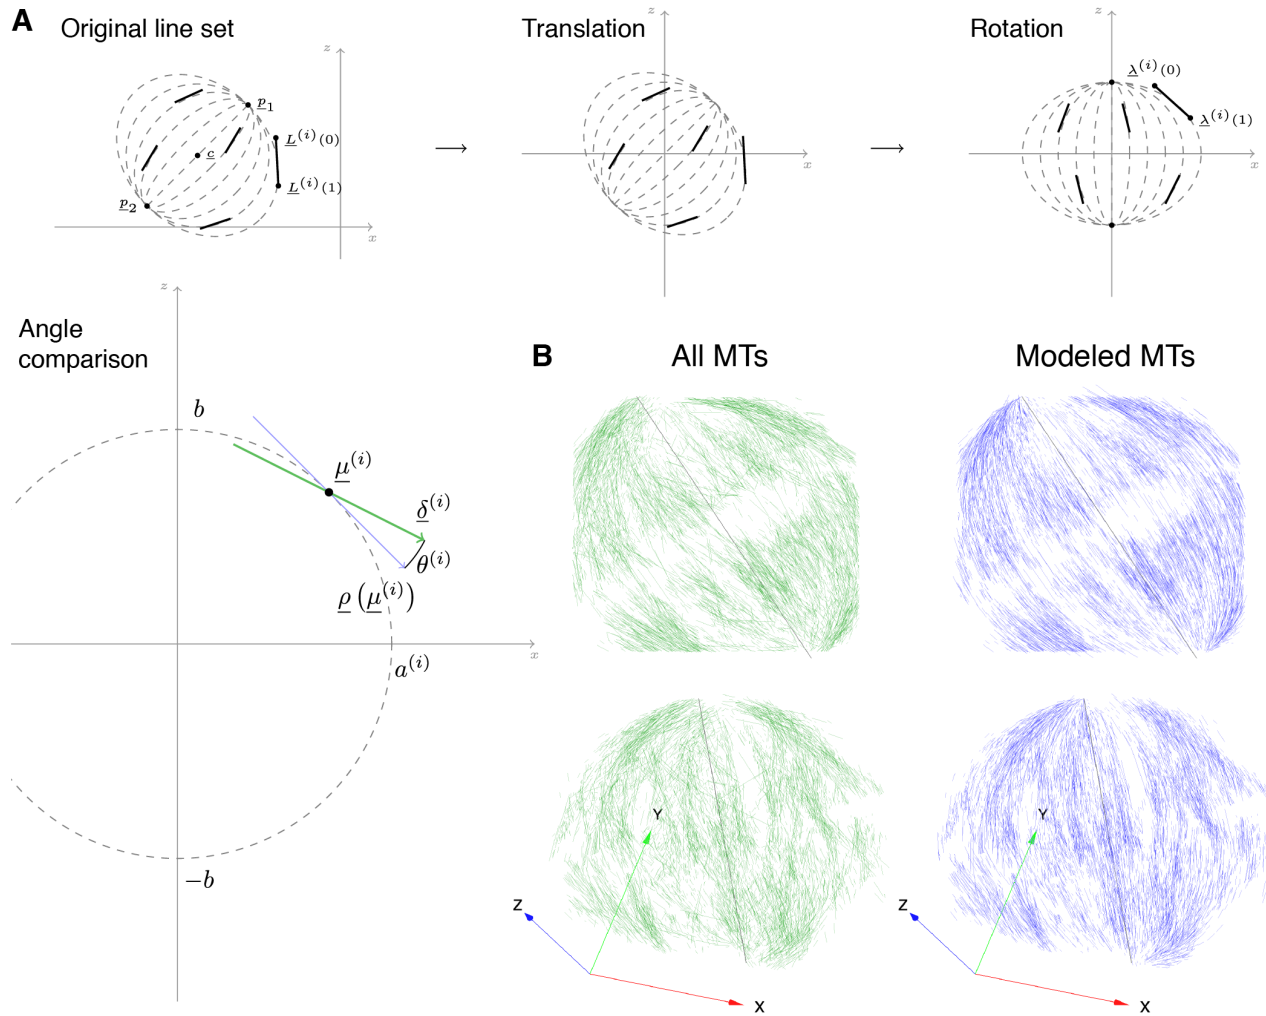 A
Original line set
Translation
Rotation
z
z
z
p₁
L⁽ⁱ⁾(0)
c
L⁽ⁱ⁾(1)
p₂
x
x
λ⁽ⁱ⁾(0)
λ⁽ⁱ⁾(1)
x
z
Angle
comparison
b
μ⁽ⁱ⁾
δ⁽ⁱ⁾
θ⁽ⁱ⁾
ρ(μ⁽ⁱ⁾)
x
a⁽ⁱ⁾
−b
B
All MTs
Modeled MTs
Y
Z
X
Y
Z
X